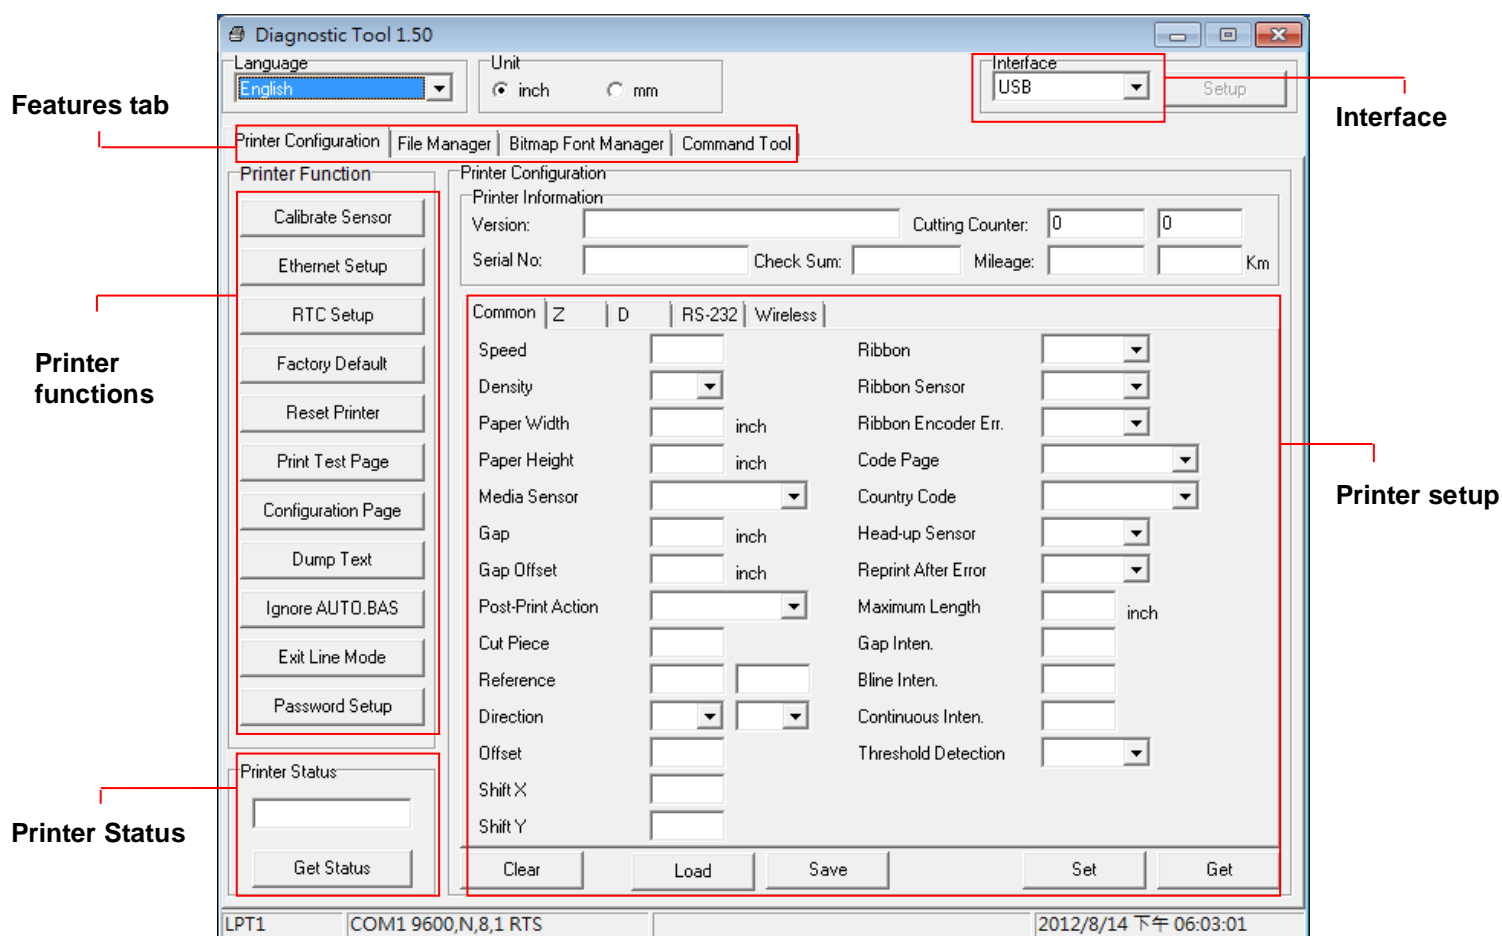 Diagnostic Tool 1.50
Language
Unit
Interface
English
inch
mm
USB
Setup
Features tab
Interface
Printer Configuration
File Manager
Bitmap Font Manager
Command Tool
Printer Function
Printer Configuration
Printer Information
Calibrate Sensor
Version:
Cutting Counter:
0
0
Ethernet Setup
Serial No:
Check Sum:
Mileage:
Km
RTC Setup
Common
Z
D
RS-232
Wireless
Factory Default
Reset Printer
Print Test Page
Configuration Page
Dump Text
Ignore AUTO.BAS
Exit Line Mode
Password Setup
Printer functions
Speed
Ribbon
Density
Ribbon Sensor
Paper Width
inch
Ribbon Encoder Err.
Paper Height
inch
Code Page
Media Sensor
Country Code
Gap
inch
Head-up Sensor
Gap Offset
inch
Reprint After Error
Post-Print Action
Maximum Length
inch
Cut Piece
Gap Inten.
Reference
Bline Inten.
Direction
Continuous Inten.
Offset
Threshold Detection
Shift X
Shift Y
Printer setup
Printer Status
Printer Status
Get Status
Clear
Load
Save
Set
Get
LPT1
COM1 9600,N,8,1 RTS
2012/8/14 下午 06:03:01